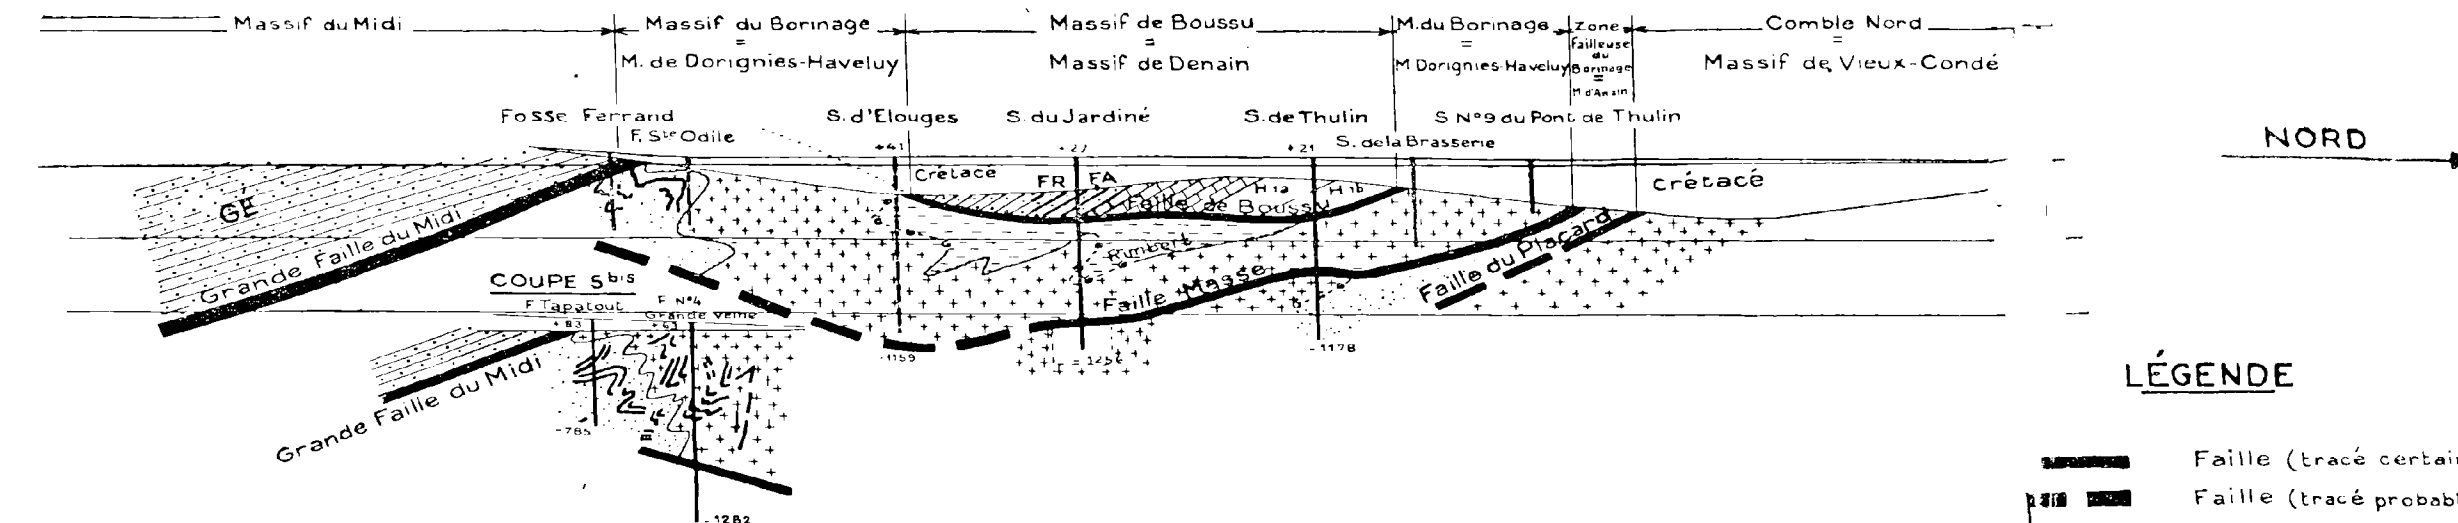 Massif du Midi
Massif du Borinage
=
M. de Dorignies-Haveluy
Massif de Boussu
=
Massif de Denain
M. du Borinage
=
M Dorignies-Haveluy
Zone
failleuse
du
Borinage
=
M d'Anzin
Comble Nord
=
Massif de Vieux-Condé
Fosse Ferrand
F. Ste Odile
S. d'Elouges
S. du Jardiné
S. de Thulin
S. de la Brasserie
S N°9 du Pont de Thulin
NORD
+41
+27
+21
Crétacé
FR
FA
H1a
H1b
Crétacé
GÉ
Grande Faille du Midi
Faille de Boussu
Rimbert
Faille Masse
Faille du Placard
-1159
-1178
COUPE 5bis
F Tapatout
F N°4
Grande Veine
+83
+63
Grande Faille du Midi
-785
-1282
LÉGENDE
Faille (tracé certain
Faille (tracé probabl